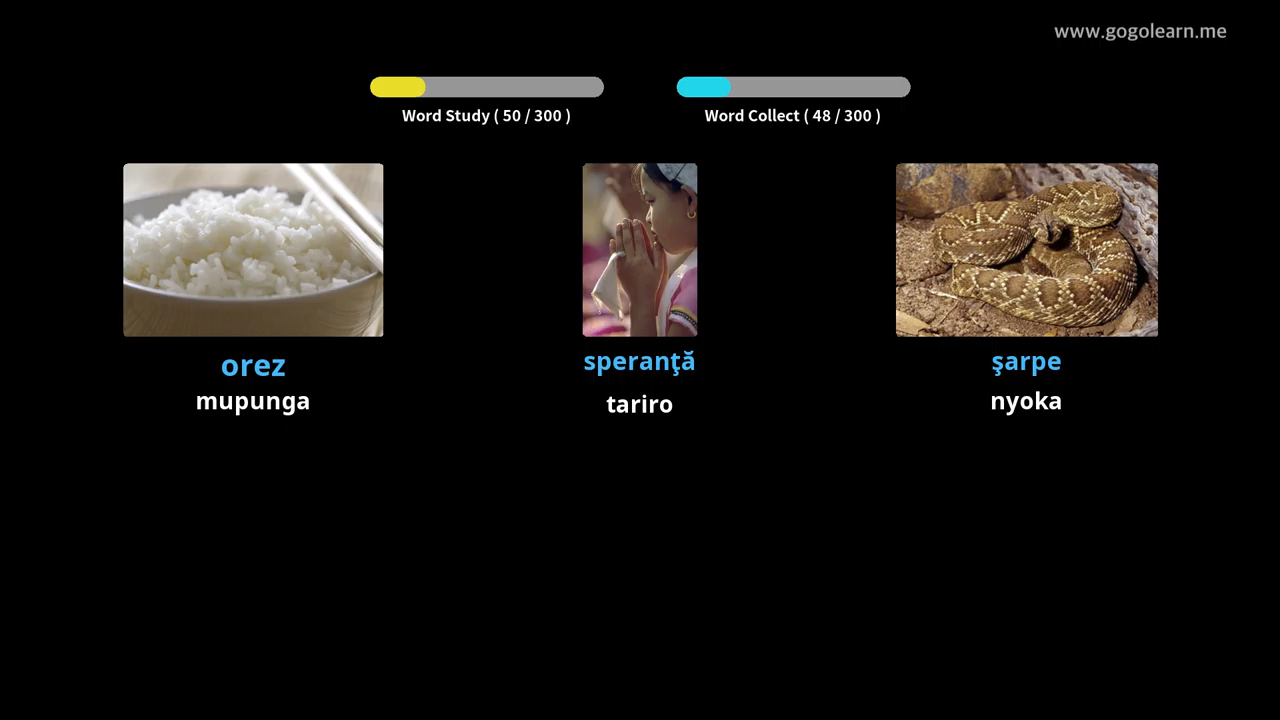 www.gogolearn.me
Word Study ( 50 / 300 )
Word Collect ( 48 / 300 )
orez
mupunga
speranţă
tariro
şarpe
nyoka